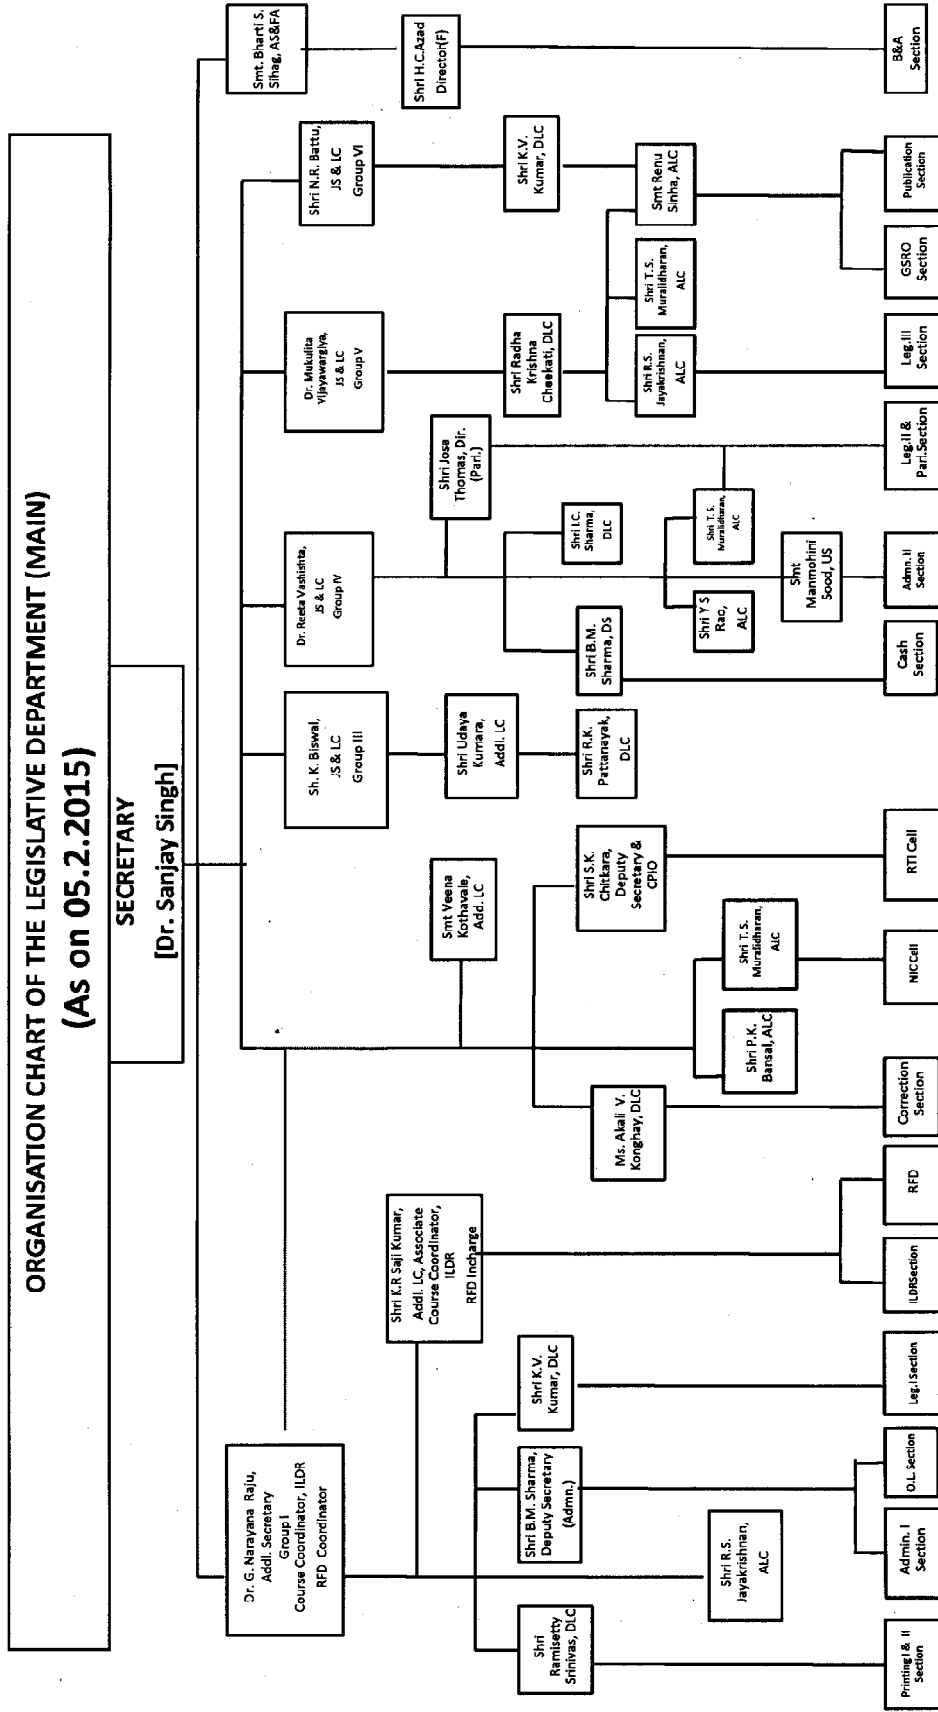 ORGANISATION CHART OF THE LEGISLATIVE DEPARTMENT (MAIN)
(As on 05.2.2015)
SECRETARY
[Dr. Sanjay Singh]
Dr. G. Narayana Raju,
Addl. Secretary
Group I
Course Coordinator, ILDR
RFD Coordinator
Smt. Bharti S.
Sihag, AS&FA
Sh. K. Biswal,
JS & LC
Group III
Dr. Reeta Vashishta,
JS & LC
Group IV
Dr. Mukulita
Vijayawargiya,
JS & LC
Group V
Shri N.R. Battu,
JS & LC
Group VI
Shri K.R Saji Kumar,
Addl. LC, Associate
Course Coordinator,
ILDR
RFD Incharge
Smt Veena
Kothavale,
Add. LC
Shri Udaya
Kumara,
Addl. LC
Shri Jose
Thomas, Dir.
(Parl.)
Shri H.C.Azad
Director(F)
Shri
Ramisetty
Srinivas, DLC
Shri B.M. Sharma,
Deputy Secretary
(Admn.)
Shri K.V.
Kumar, DLC
Ms. Akali V.
Konghay, DLC
Shri S.K.
Chitkara,
Deputy
Secretary &
CPIO
Shri R.K.
Pattanayak,
DLC
Shri B.M.
Sharma, DS
Shri I.C.
Sharma,
DLC
Shri Radha
Krishna
Cheekati, DLC
Shri K.V.
Kumar, DLC
Shri R.S.
Jayakrishnan,
ALC
Shri P.K.
Bansal, ALC
Shri T.S.
Muralidharan,
ALC
Shri Y S
Rao,
ALC
Shri T. S.
Muralidharan,
ALC
Smt
Manmohini
Sood, US
Shri R.S.
Jayakrishnan,
ALC
Shri T.S.
Muralidharan,
ALC
Smt Renu
Sinha, ALC
Printing I & II
Section
Admin. I
Section
O.L. Section
Leg.I Section
ILDRSection
RFD
Correction
Section
NIC Cell
RTI Cell
Cash
Section
Admn. II
Section
Leg.II &
Parl.Section
Leg.III
Section
GSRO
Section
Publication
Section
B&A
Section